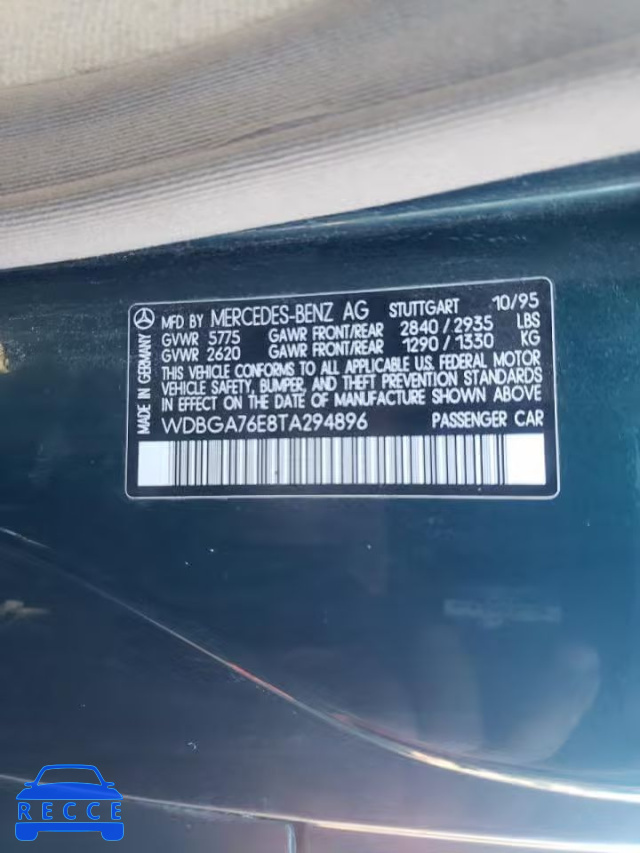 MADE IN GERMANY
MFD BY MERCEDES-BENZ AG STUTTGART 10/95
GVWR 5775 GAWR FRONT/REAR 2840 / 2935 LBS
GVWR 2620 GAWR FRONT/REAR 1290 / 1330 KG
THIS VEHICLE CONFORMS TO ALL APPLICABLE U.S. FEDERAL MOTOR
VEHICLE SAFETY, BUMPER, AND THEFT PREVENTION STANDARDS
IN EFFECT ON THE DATE OF MANUFACTURE SHOWN ABOVE
WDBGA76E8TA294896 PASSENGER CAR
RECCE